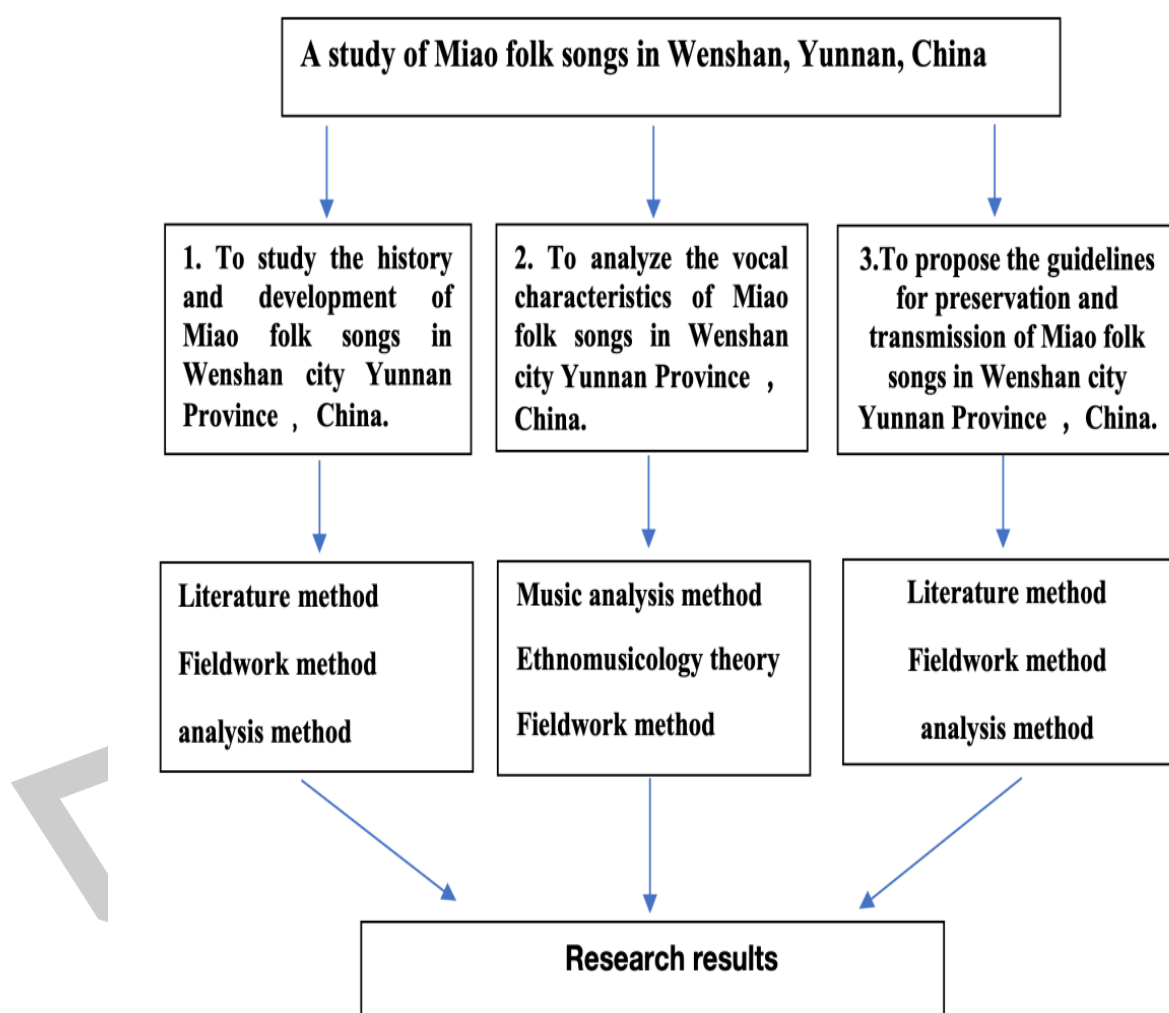 A study of Miao folk songs in Wenshan, Yunnan, China
1. To study the history
and development of
Miao folk songs in
Wenshan city Yunnan
Province , China.
2. To analyze the vocal
characteristics of Miao
folk songs in Wenshan
city Yunnan Province ,
China.
3.To propose the guidelines
for preservation and
transmission of Miao folk
songs in Wenshan city
Yunnan Province , China.
Literature method
Fieldwork method
analysis method
Music analysis method
Ethnomusicology theory
Fieldwork method
Literature method
Fieldwork method
analysis method
Research results